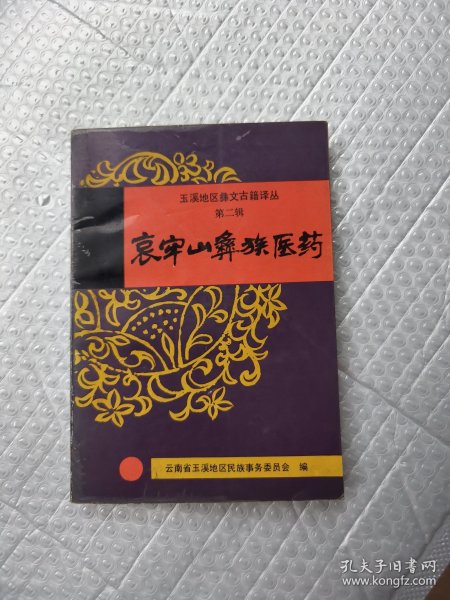 玉溪地区彝文古籍译丛
第二辑
哀牢山彝族医药
云南省玉溪地区民族事务委员会 编
孔夫子旧书网
www.kongfz.com